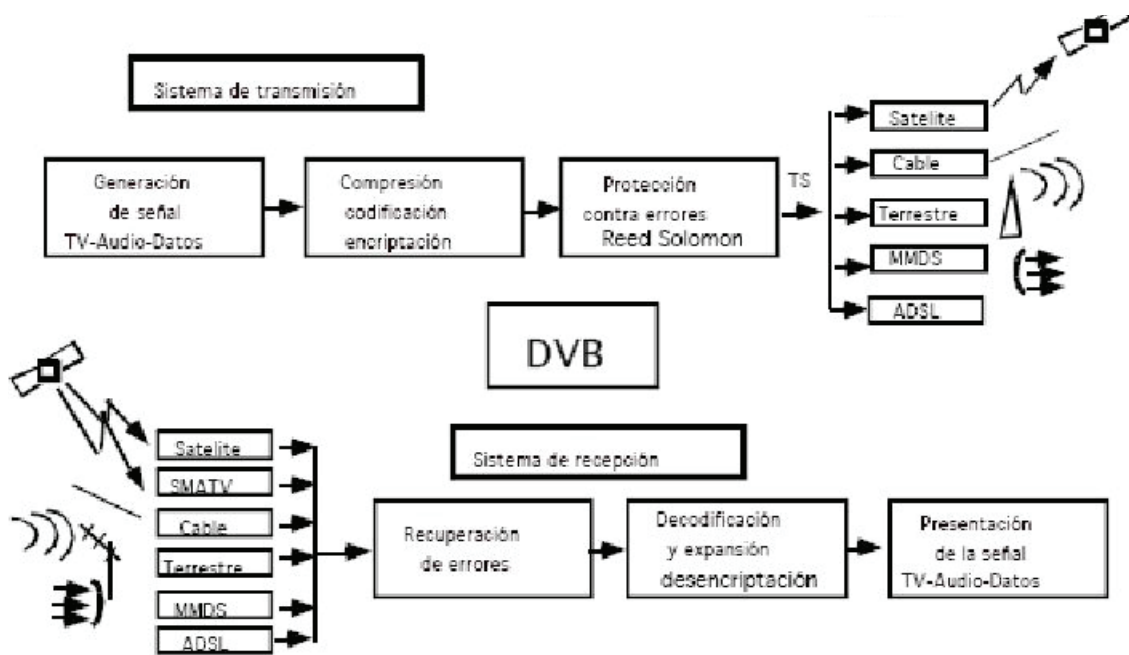 Sistema de transmisión
Generación
de señal
TV-Audio-Datos
Compresión
codificación
encriptación
Protección
contra errores
Reed Solomon
TS
Satelite
Cable
Terrestre
MMDS
ADSL
DVB
Sistema de recepción
Satelite
SMATV
Cable
Terrestre
MMDS
ADSL
Recuperación
de errores
Decodificación
y expansión
desencriptación
Presentación
de la señal
TV-Audio-Datos